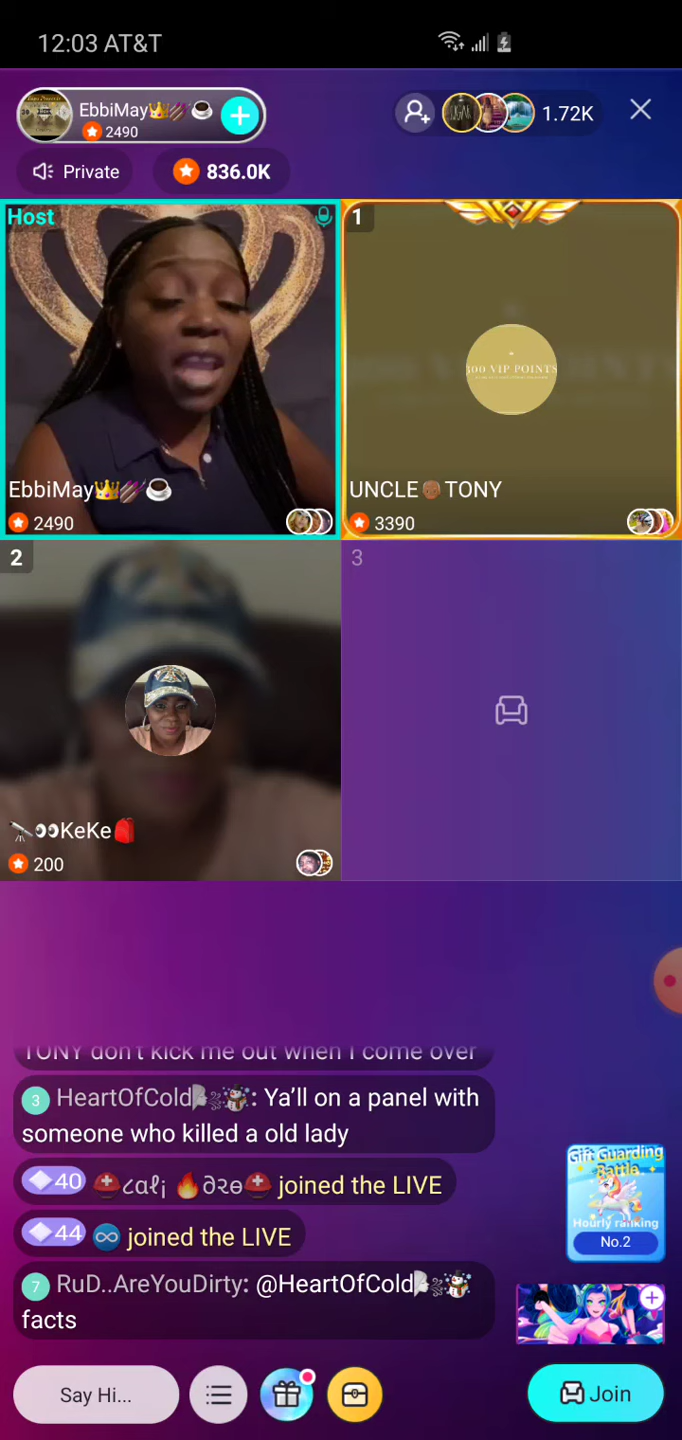 12:03 AT&T
EbbiMay👑💅🏾☕
2490
1.72K
Private
836.0K
Host
1
300 VIP POINTS
EbbiMay👑💅🏾☕
2490
UNCLE👴🏾TONY
3390
2
3
🔭👀KeKe🎒
200
TONY don't kick me out when I come over
3 HeartOfCold🌬☃: Ya'll on a panel with
someone who killed a old lady
40 joined the LIVE
44 ♾ joined the LIVE
7 RuD..AreYouDirty: @HeartOfCold🌬☃
facts
Gift Guarding
Battle
Hourly ranking
No.2
Say Hi...
Join